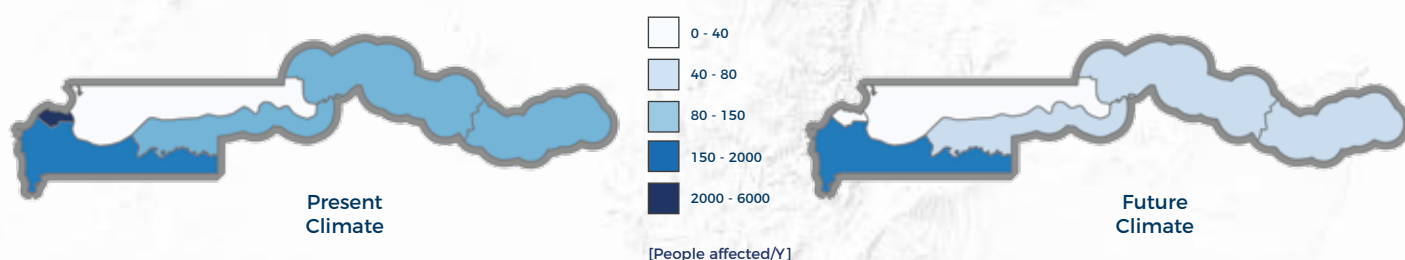 0 - 40
40 - 80
80 - 150
150 - 2000
2000 - 6000
[People affected/Y]
Present
Climate
Future
Climate